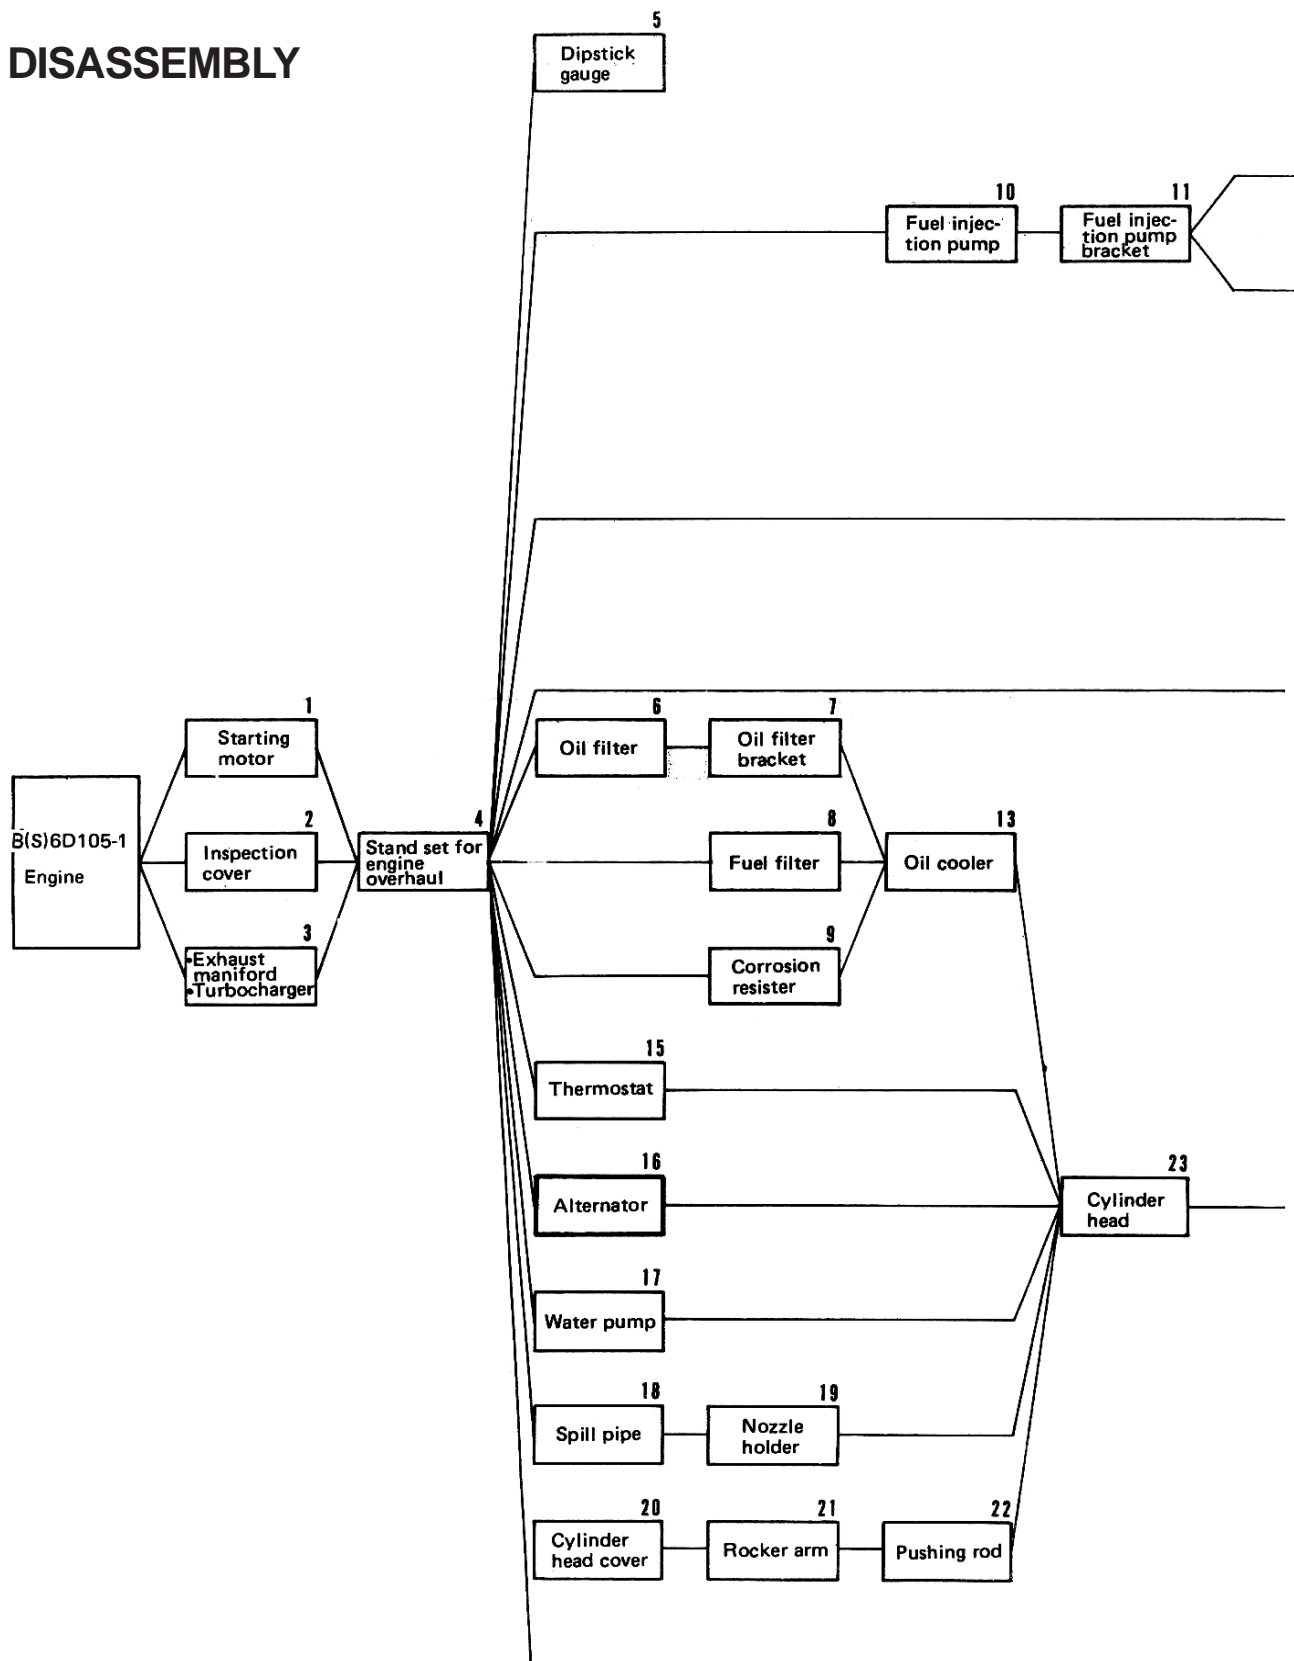 DISASSEMBLY
5
Dipstick
gauge
10
Fuel injec-
tion pump
11
Fuel injec-
tion pump
bracket
1
Starting
motor
6
Oil filter
7
Oil filter
bracket
B(S)6D105-1
Engine
2
Inspection
cover
4
Stand set for
engine
overhaul
8
Fuel filter
13
Oil cooler
3
•Exhaust
maniford
•Turbocharger
9
Corrosion
resister
15
Thermostat
16
Alternator
23
Cylinder
head
17
Water pump
18
Spill pipe
19
Nozzle
holder
20
Cylinder
head cover
21
Rocker arm
22
Pushing rod